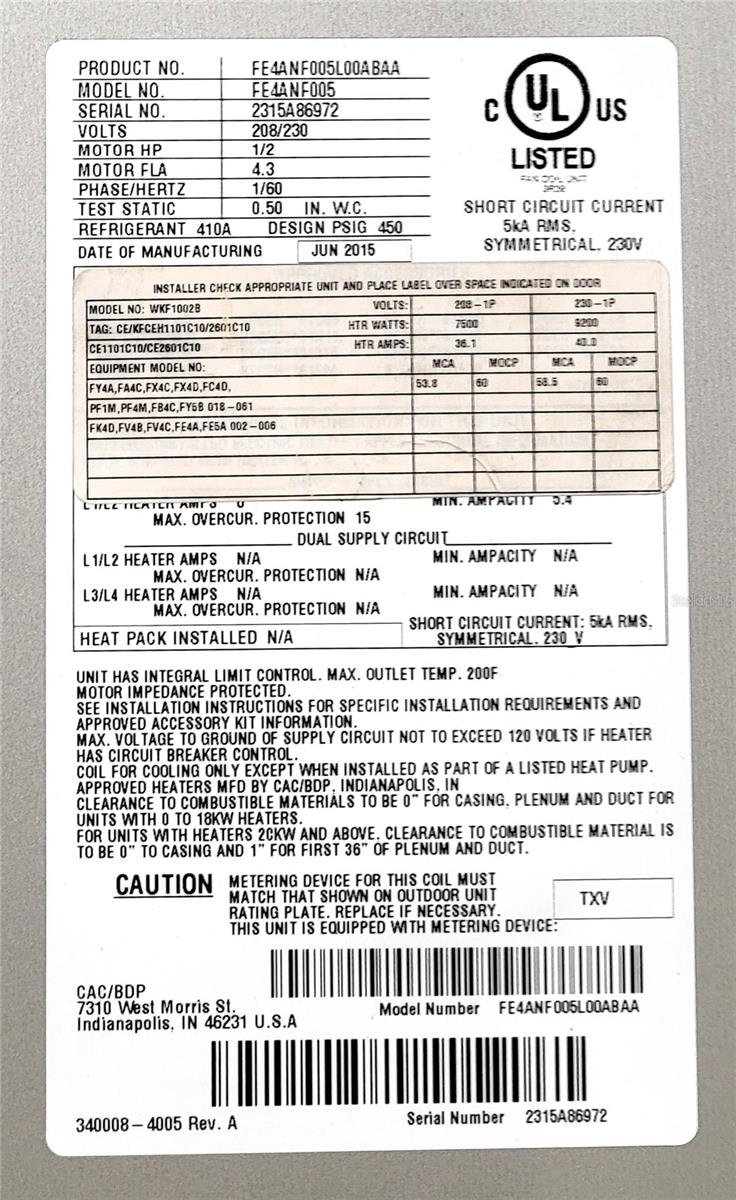 PRODUCT NO. FE4ANF005L00ABAA
MODEL NO. FE4ANF005
SERIAL NO. 2315A86972
VOLTS 208/230
MOTOR HP 1/2
MOTOR FLA 4.3
PHASE/HERTZ 1/60
TEST STATIC 0.50 IN. W.C.
REFRIGERANT 410A DESIGN PSIG 450
DATE OF MANUFACTURING JUN 2015
C UL US
LISTED
FAN COIL UNIT
SHORT CIRCUIT CURRENT
5kA RMS,
SYMMETRICAL, 230V
INSTALLER CHECK APPROPRIATE UNIT AND PLACE LABEL OVER SPACE INDICATED ON DOOR
MODEL NO: WKF1002B VOLTS: 208-1P 230-1P
TAG: CE/KFCEH1101C10/2601C10 HTR WATTS: 7500 9200
CE1101C10/CE2601C10 HTR AMPS: 36.1 40.0
EQUIPMENT MODEL NO: MCA MOCP MCA MOCP
FY4A,FA4C,FX4C,FX4D,FC4D, 53.8 60 58.5 60
PF1M,PF4M,FB4C,FY5B 018-061
FK4D,FV4B,FV4C,FE4A,FE5A 002-006
L1/L2 HEATER AMPS 0 MIN. AMPACITY 5.4
MAX. OVERCUR. PROTECTION 15
DUAL SUPPLY CIRCUIT
L1/L2 HEATER AMPS N/A MIN. AMPACITY N/A
MAX. OVERCUR. PROTECTION N/A
L3/L4 HEATER AMPS N/A MIN. AMPACITY N/A
MAX. OVERCUR. PROTECTION N/A
SHORT CIRCUIT CURRENT: 5kA RMS,
HEAT PACK INSTALLED N/A SYMMETRICAL. 230 V
UNIT HAS INTEGRAL LIMIT CONTROL. MAX. OUTLET TEMP. 200F
MOTOR IMPEDANCE PROTECTED.
SEE INSTALLATION INSTRUCTIONS FOR SPECIFIC INSTALLATION REQUIREMENTS AND
APPROVED ACCESSORY KIT INFORMATION.
MAX. VOLTAGE TO GROUND OF SUPPLY CIRCUIT NOT TO EXCEED 120 VOLTS IF HEATER
HAS CIRCUIT BREAKER CONTROL.
COIL FOR COOLING ONLY EXCEPT WHEN INSTALLED AS PART OF A LISTED HEAT PUMP.
APPROVED HEATERS MFD BY CAC/BDP, INDIANAPOLIS, IN
CLEARANCE TO COMBUSTIBLE MATERIALS TO BE 0" FOR CASING, PLENUM AND DUCT FOR
UNITS WITH 0 TO 18KW HEATERS.
FOR UNITS WITH HEATERS 20KW AND ABOVE, CLEARANCE TO COMBUSTIBLE MATERIAL IS
TO BE 0" TO CASING AND 1" FOR FIRST 36" OF PLENUM AND DUCT.
CAUTION METERING DEVICE FOR THIS COIL MUST
MATCH THAT SHOWN ON OUTDOOR UNIT
RATING PLATE. REPLACE IF NECESSARY.
THIS UNIT IS EQUIPPED WITH METERING DEVICE:
TXV
CAC/BDP
7310 West Morris St.
Indianapolis, IN 46231 U.S.A
Model Number FE4ANF005L00ABAA
340008-4005 Rev. A
Serial Number 2315A86972